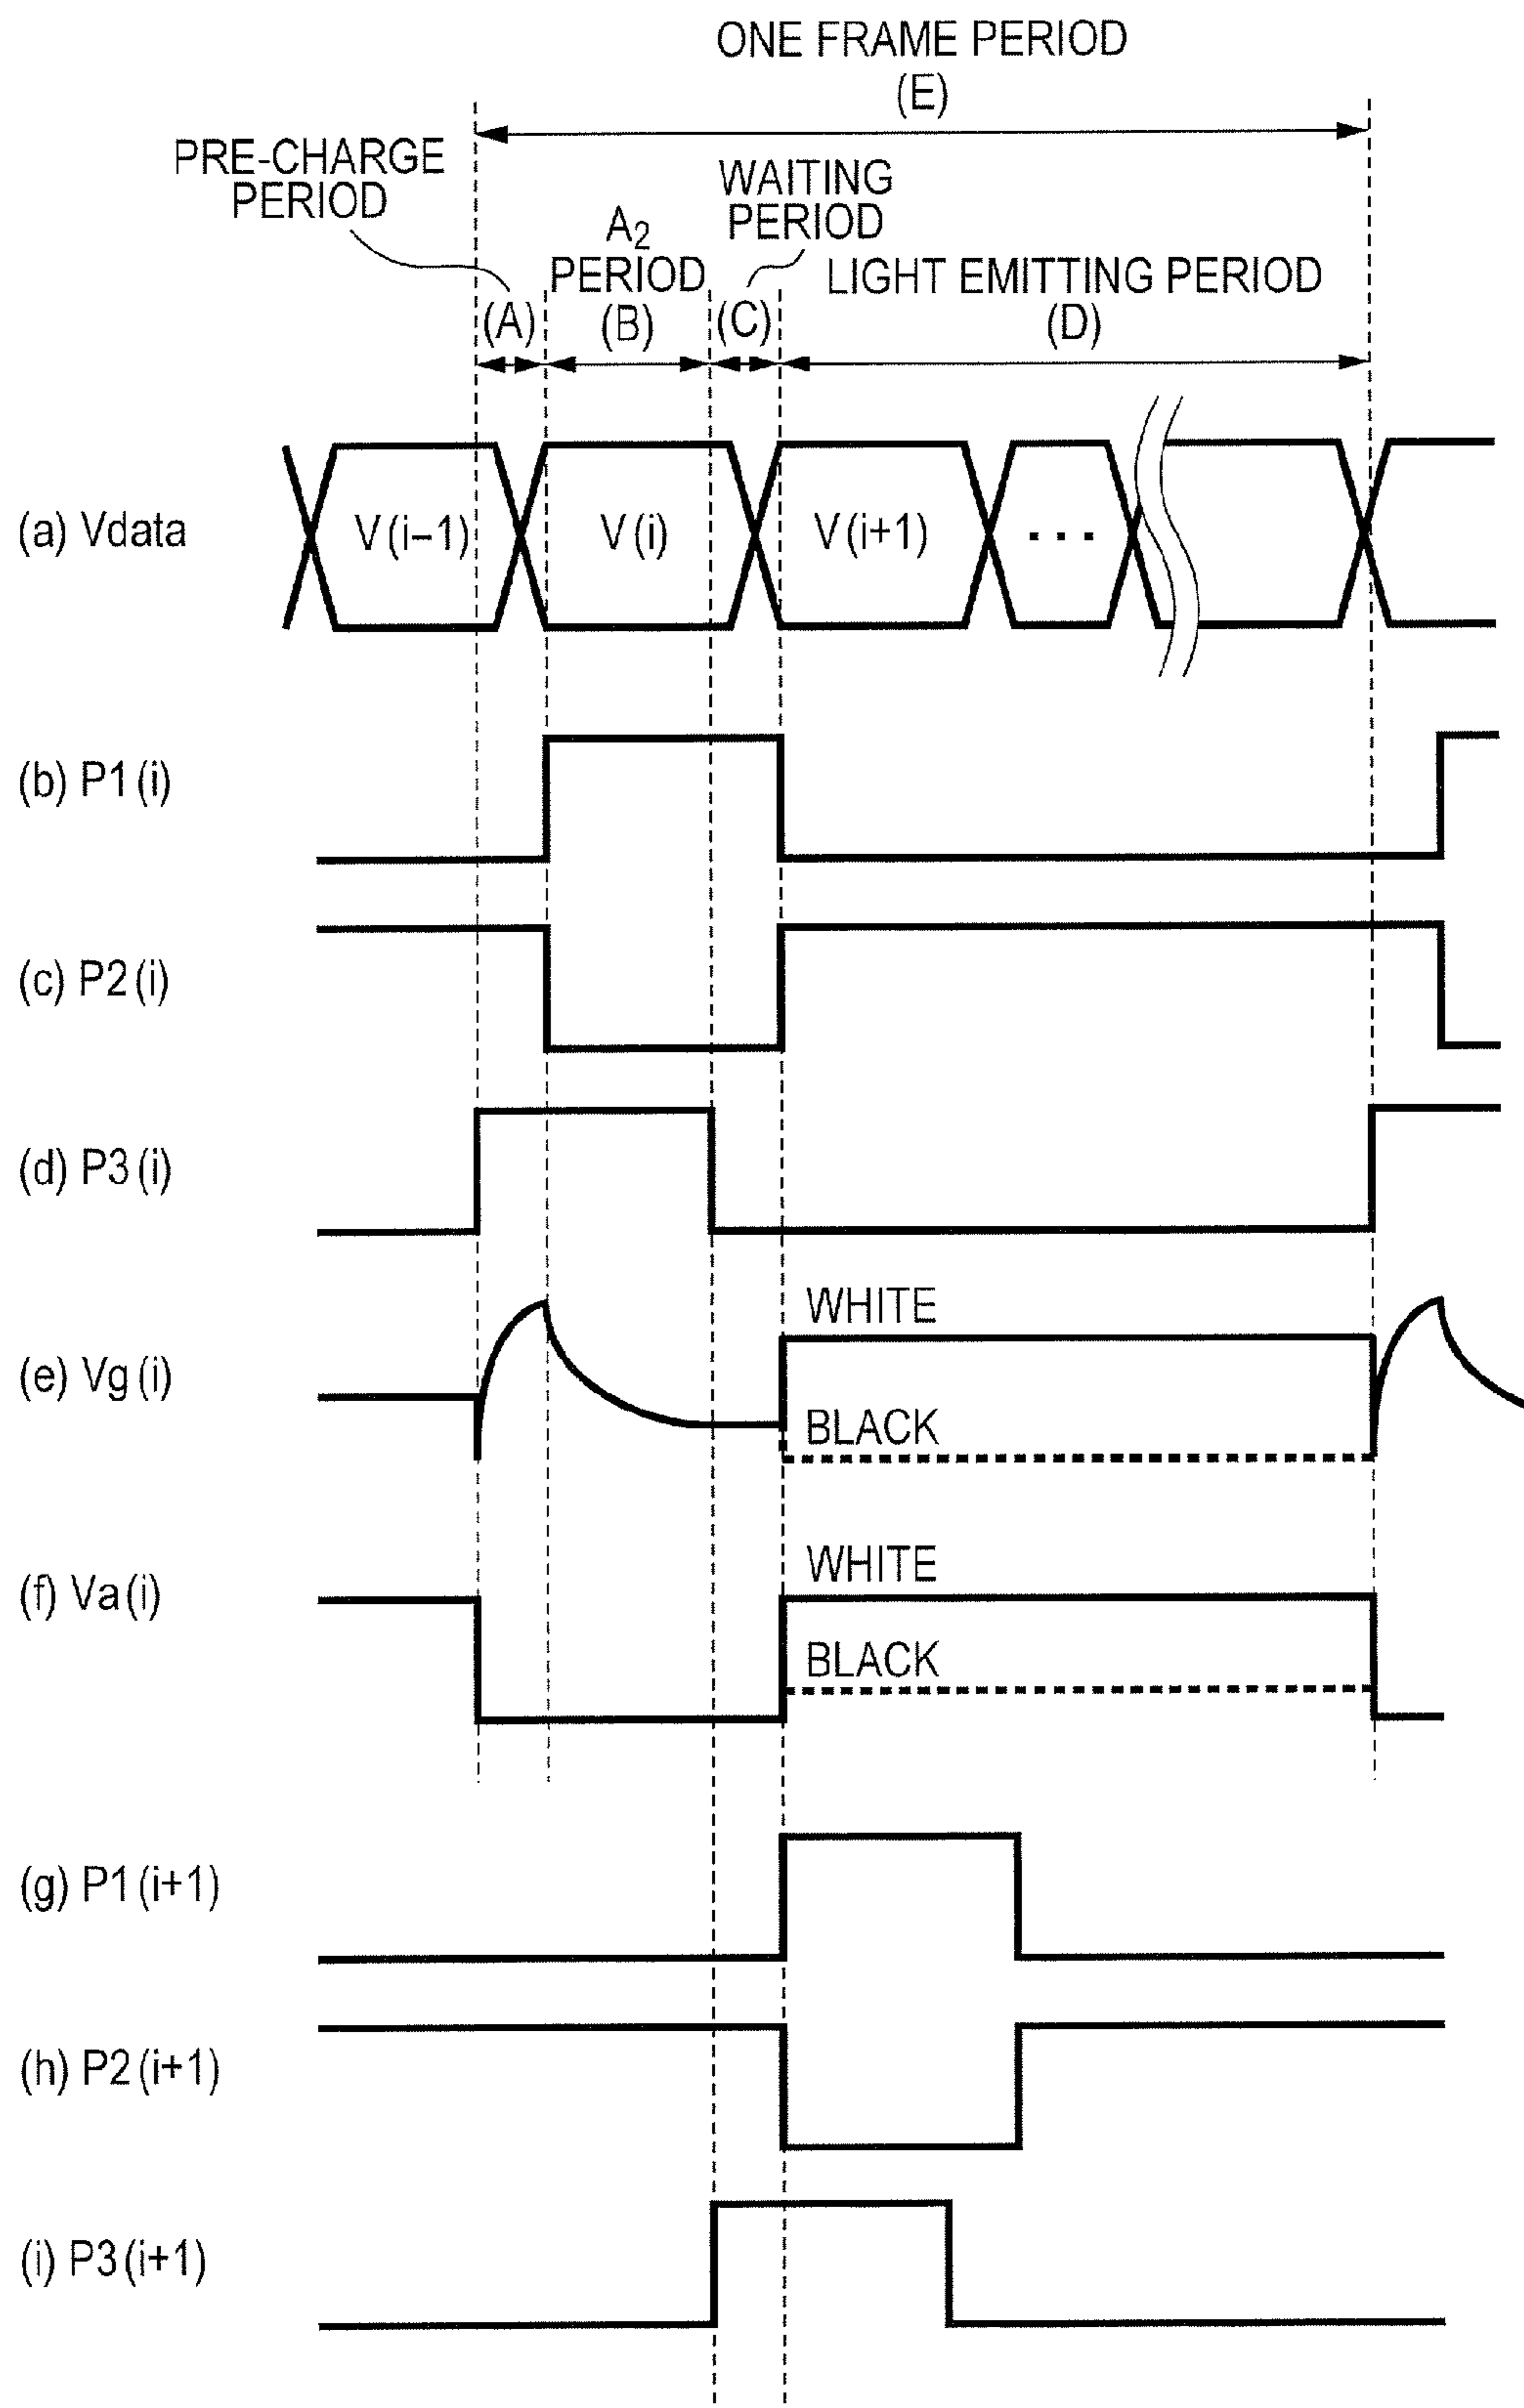 ONE FRAME PERIOD
(E)
PRE-CHARGE
PERIOD
WAITING
PERIOD
A2
PERIOD
LIGHT EMITTING PERIOD
(A)
(B)
(C)
(D)
(a) Vdata
V(i–1)
V(i)
V(i+1)
...
(b) P1(i)
(c) P2(i)
(d) P3(i)
WHITE
(e) Vg(i)
BLACK
WHITE
(f) Va(i)
BLACK
(g) P1(i+1)
(h) P2(i+1)
(i) P3(i+1)